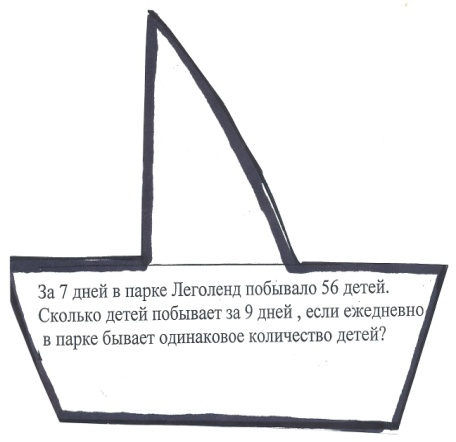 За 7 дней в парке Леголенд побывало 56 детей.
Сколько детей побывает за 9 дней , если ежедневно
в парке бывает одинаковое количество детей?